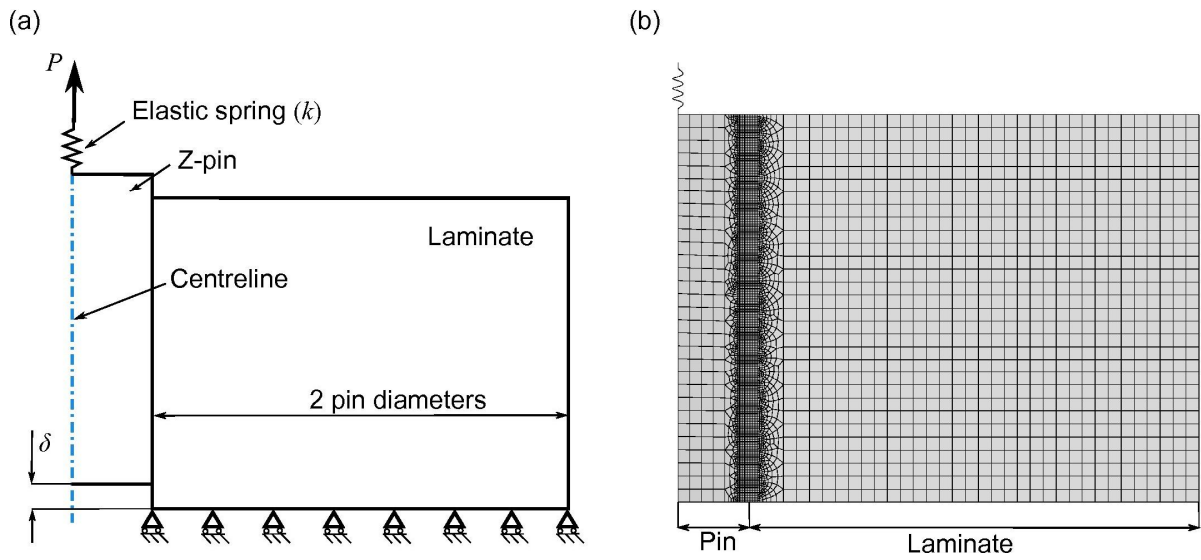 (a)
P
Elastic spring (k)
Z-pin
Laminate
Centreline
2 pin diameters
δ
(b)
Pin
Laminate